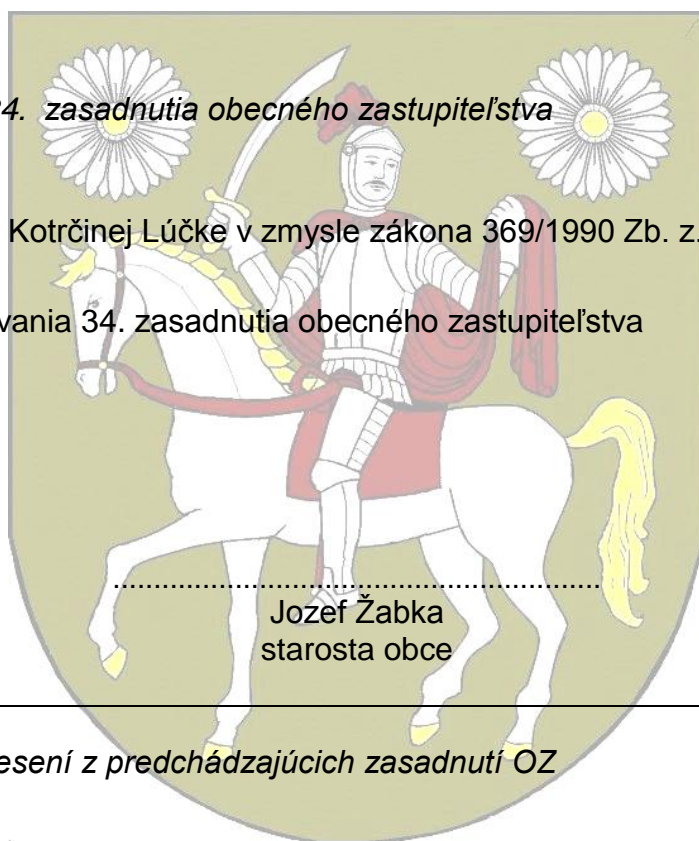 34. zasadnutia obecného zastupiteľstva
Kotrčinej Lúčke v zmysle zákona 369/1990 Zb. z.
vania 34. zasadnutia obecného zastupiteľstva
............................................................
Jozef Žabka
starosta obce
esení z predchádzajúcich zasadnutí OZ